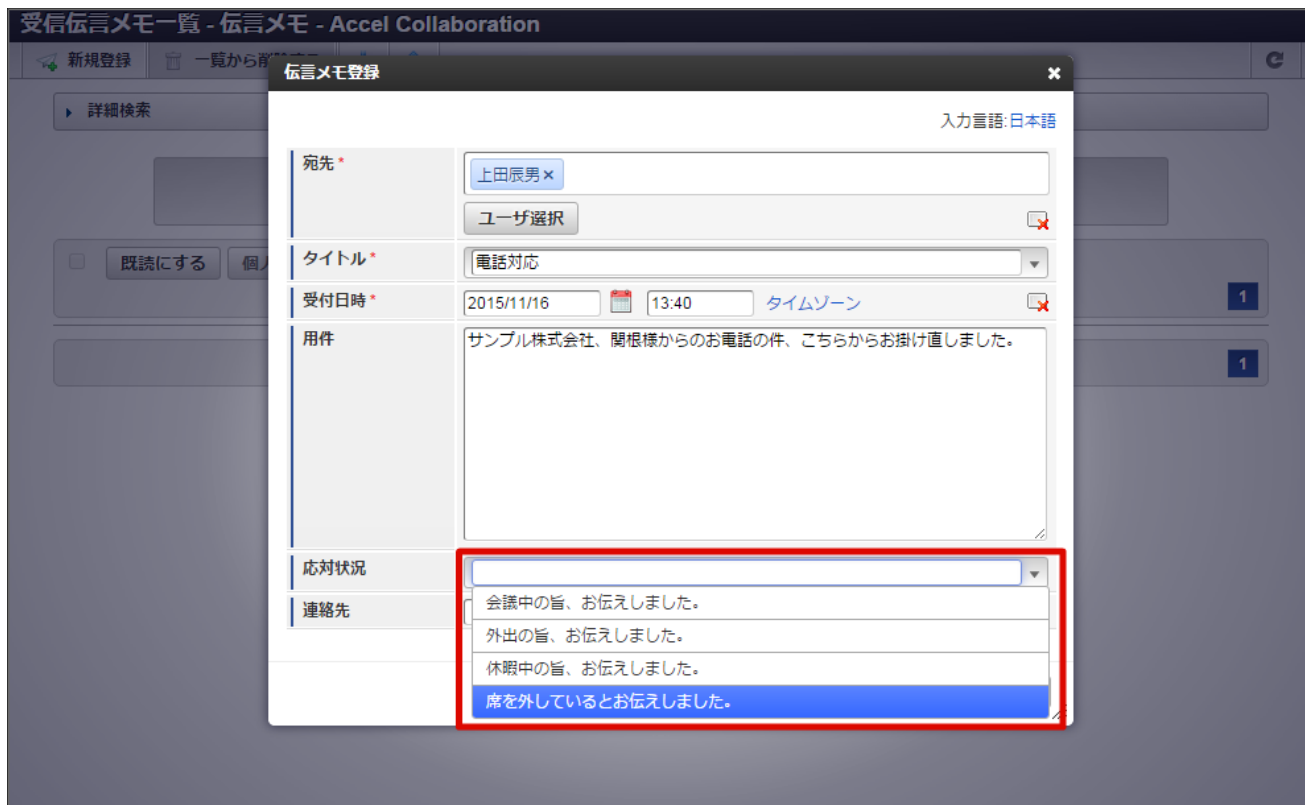 受信伝言メモ一覧 - 伝言メモ - Accel Collaboration
新規登録 一覧から削
伝言メモ登録
詳細検索
入力言語:日本語
宛先 *
上田辰男×
ユーザ選択
既読にする 個
タイトル *
電話対応
受付日時 *
2015/11/16 13:40 タイムゾーン
1
用件
サンプル株式会社、関根様からのお電話の件、こちらからお掛け直しました。
1
応対状況
連絡先
会議中の旨、お伝えしました。
外出の旨、お伝えしました。
休暇中の旨、お伝えしました。
席を外しているとお伝えしました。